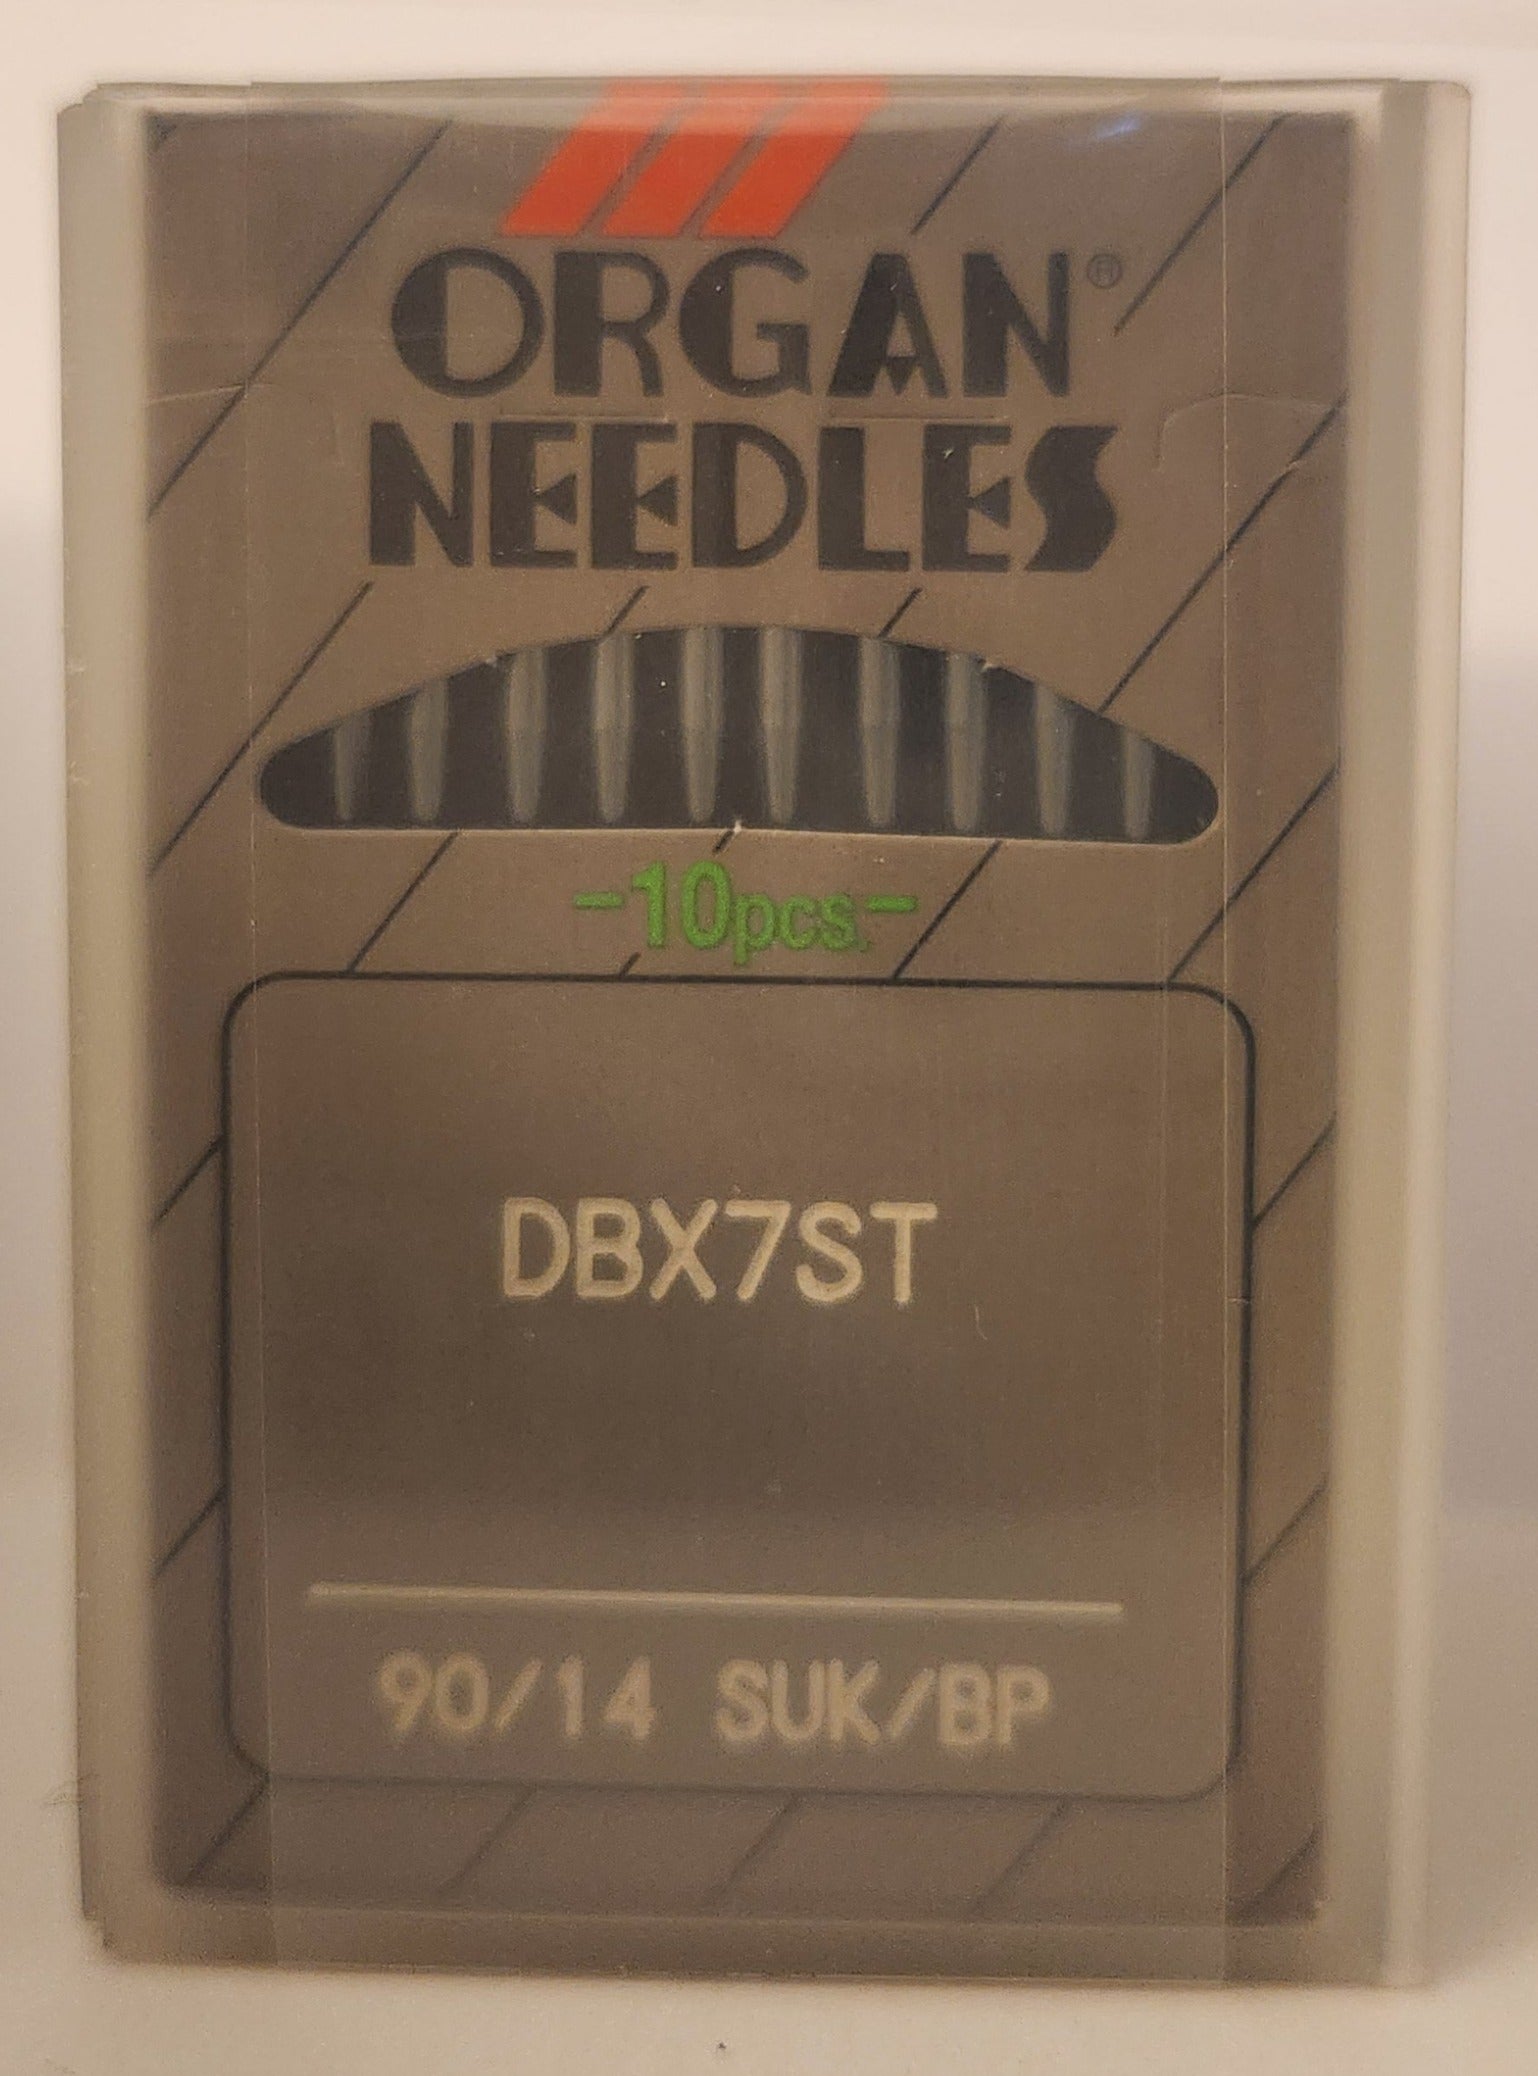 ORGAN®
NEEDLES
-10pcs.-
DBX7ST
90/14 SUK/BP